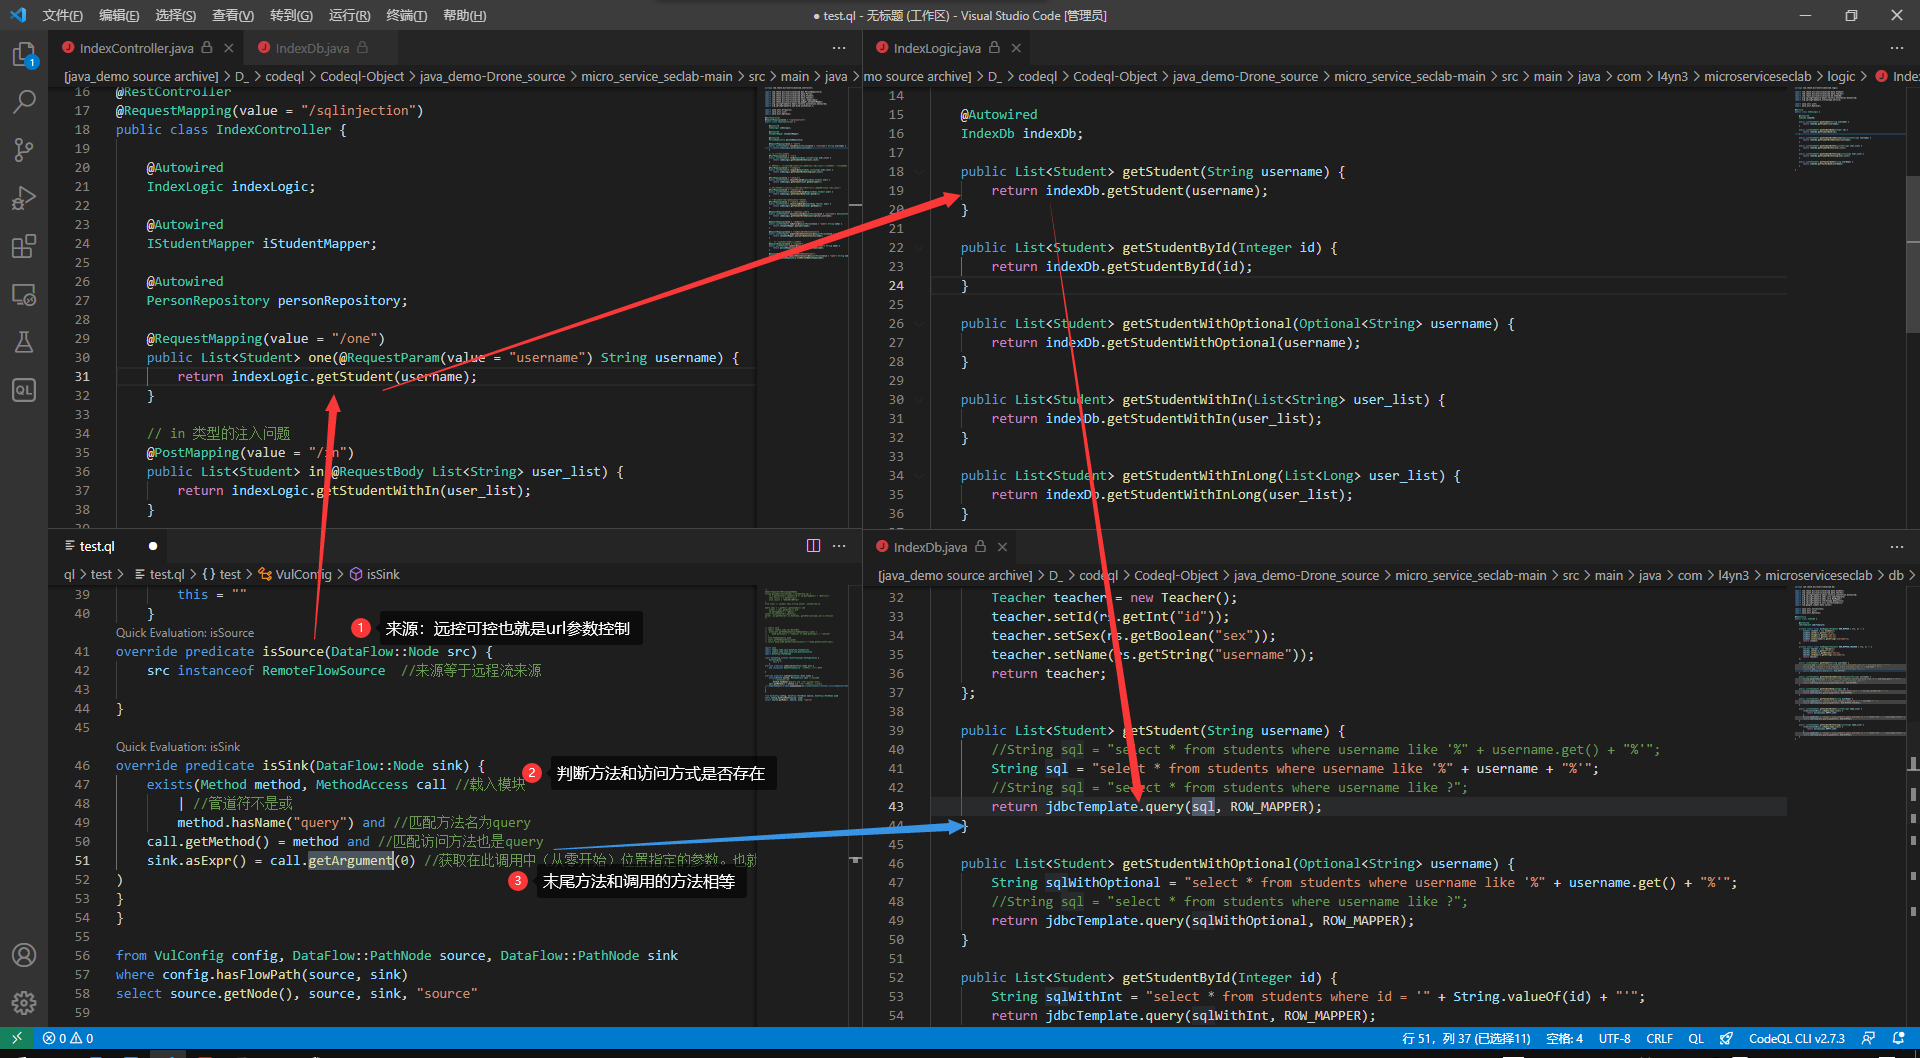 文件(F) 编辑(E) 选择(S) 查看(V) 转到(G) 运行(R) 终端(T) 帮助(H)
● test.ql - 无标题 (工作区) - Visual Studio Code [管理员]
IndexController.java IndexDb.java
[java_demo source archive] > D_ > codeql > Codeql-Object > java_demo-Drone_source > micro_service_seclab-main > src > main > java >
16 @RestController
17 @RequestMapping(value = "/sqlinjection")
18 public class IndexController {
19
20 @Autowired
21 IndexLogic indexLogic;
22
23 @Autowired
24 IStudentMapper iStudentMapper;
25
26 @Autowired
27 PersonRepository personRepository;
28
29 @RequestMapping(value = "/one")
30 public List<Student> one(@RequestParam(value = "username") String username) {
31 return indexLogic.getStudent(username);
32 }
33
34 // in 类型的注入问题
35 @PostMapping(value = "/in")
36 public List<Student> in(@RequestBody List<String> user_list) {
37 return indexLogic.getStudentWithIn(user_list);
38 }
39
IndexLogic.java
mo source archive] > D_ > codeql > Codeql-Object > java_demo-Drone_source > micro_service_seclab-main > src > main > java > com > l4yn3 > microserviceseclab > logic > Inde
14
15 @Autowired
16 IndexDb indexDb;
17
18 public List<Student> getStudent(String username) {
19 return indexDb.getStudent(username);
20 }
21
22 public List<Student> getStudentById(Integer id) {
23 return indexDb.getStudentById(id);
24 }
25
26 public List<Student> getStudentWithOptional(Optional<String> username) {
27 return indexDb.getStudentWithOptional(username);
28 }
29
30 public List<Student> getStudentWithIn(List<String> user_list) {
31 return indexDb.getStudentWithIn(user_list);
32 }
33
34 public List<Student> getStudentWithInLong(List<Long> user_list) {
35 return indexDb.getStudentWithInLong(user_list);
36 }
test.ql
ql > test > test.ql > {} test > VulConfig > isSink
39 this = ""
40 }
Quick Evaluation: isSource
1 来源：远控可控也就是url参数控制
41 override predicate isSource(DataFlow::Node src) {
42 src instanceof RemoteFlowSource //来源等于远程流来源
43
44 }
45
Quick Evaluation: isSink
46 override predicate isSink(DataFlow::Node sink) {
2 判断方法和访问方式是否存在
47 exists(Method method, MethodAccess call //载入模块
48 | //管道符不是或
49 method.hasName("query") and //匹配方法名为query
50 call.getMethod() = method and //匹配访问方法也是query
51 sink.asExpr() = call.getArgument(0) //获取在此调用中（从零开始）位置指定的参数。也就
52 )
3 末尾方法和调用的方法相等
53 }
54 }
55
56 from VulConfig config, DataFlow::PathNode source, DataFlow::PathNode sink
57 where config.hasFlowPath(source, sink)
58 select source.getNode(), source, sink, "source"
59
IndexDb.java
[java_demo source archive] > D_ > codeql > Codeql-Object > java_demo-Drone_source > micro_service_seclab-main > src > main > java > com > l4yn3 > microserviceseclab > db >
32 Teacher teacher = new Teacher();
33 teacher.setId(rs.getInt("id"));
34 teacher.setSex(rs.getBoolean("sex"));
35 teacher.setName(rs.getString("username"));
36 return teacher;
37 };
38
39 public List<Student> getStudent(String username) {
40 //String sql = "select * from students where username like '%" + username.get() + "%'";
41 String sql = "select * from students where username like '%" + username + "%'";
42 //String sql = "select * from students where username like ?";
43 return jdbcTemplate.query(sql, ROW_MAPPER);
44 }
45
46 public List<Student> getStudentWithOptional(Optional<String> username) {
47 String sqlWithOptional = "select * from students where username like '%" + username.get() + "%'";
48 //String sql = "select * from students where username like ?";
49 return jdbcTemplate.query(sqlWithOptional, ROW_MAPPER);
50 }
51
52 public List<Student> getStudentById(Integer id) {
53 String sqlWithInt = "select * from students where id = '" + String.valueOf(id) + "'";
54 return jdbcTemplate.query(sqlWithInt, ROW_MAPPER);
0 0 行 51，列 37 (已选择11) 空格: 4 UTF-8 CRLF QL CodeQL CLI v2.7.3